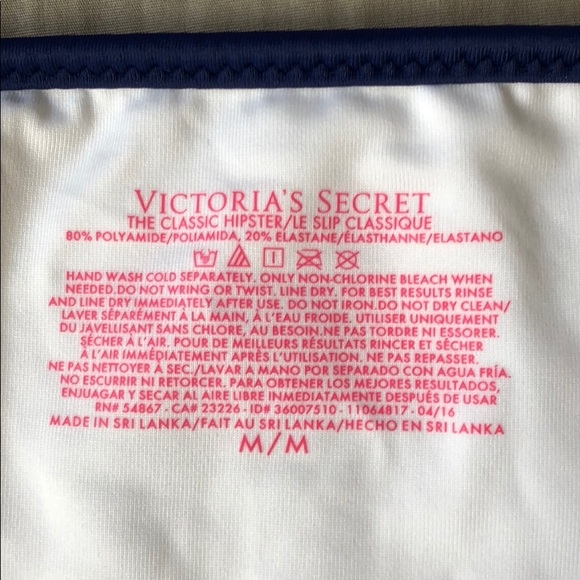 VICTORIA'S SECRET
THE CLASSIC HIPSTER/LE SLIP CLASSIQUE
80% POLYAMIDE/POLIAMIDA, 20% ELASTANE/ÉLASTHANNE/ELASTANO
HAND WASH COLD SEPARATELY. ONLY NON-CHLORINE BLEACH WHEN
NEEDED.DO NOT WRING OR TWIST. LINE DRY. FOR BEST RESULTS RINSE
AND LINE DRY IMMEDIATELY AFTER USE. DO NOT IRON.DO NOT DRY CLEAN/
LAVER SÉPARÉMENT À LA MAIN, À L'EAU FROIDE. UTILISER UNIQUEMENT
DU JAVELLISANT SANS CHLORE, AU BESOIN.NE PAS TORDRE NI ESSORER.
SÉCHER À L'AIR. POUR DE MEILLEURS RÉSULTATS RINCER ET SÉCHER
À L'AIR IMMÉDIATEMENT APRÈS L'UTILISATION. NE PAS REPASSER.
NE PAS NETTOYER À SEC./LAVAR A MANO POR SEPARADO CON AGUA FRÍA.
NO ESCURRIR NI RETORCER. PARA OBTENER LOS MEJORES RESULTADOS,
ENJUAGAR Y SECAR AL AIRE LIBRE INMEDIATAMENTE DESPUÉS DE USAR
RN# 54867 - CA# 23226 - ID# 36007510 - 11064817 - 04/16
MADE IN SRI LANKA/FAIT AU SRI LANKA/HECHO EN SRI LANKA
M/M